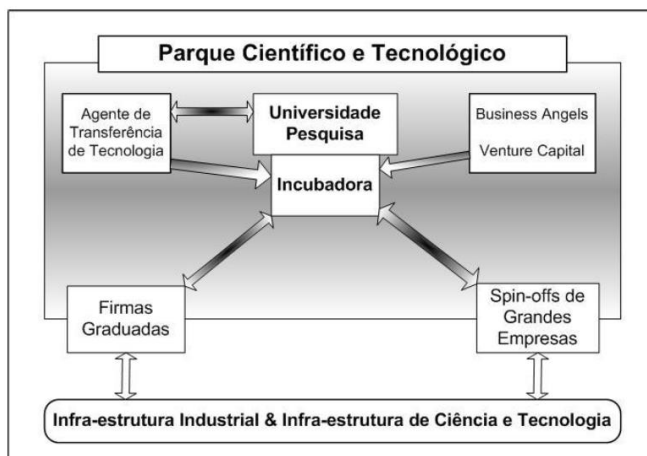 Parque Científico e Tecnológico
Agente de
Transferência
de Tecnologia
Universidade
Pesquisa
Business Angels
Venture Capital
Incubadora
Firmas
Graduadas
Spin-offs de
Grandes
Empresas
Infra-estrutura Industrial & Infra-estrutura de Ciência e Tecnologia